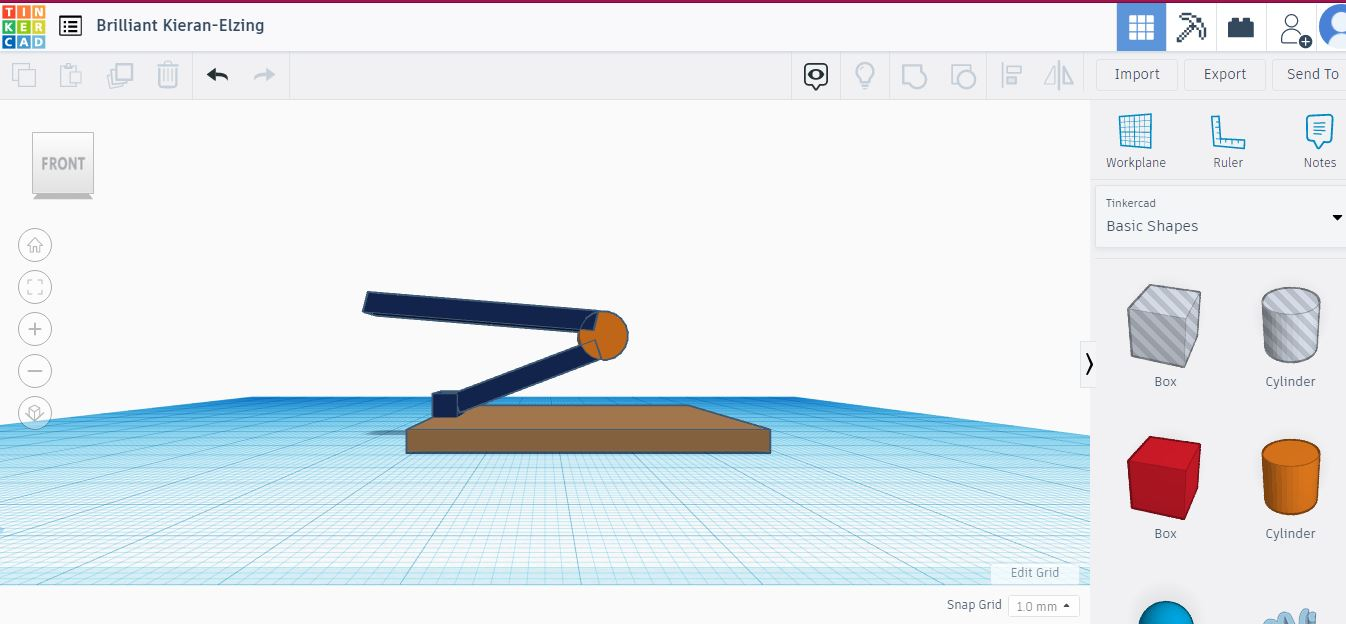 TIN
KER
CAD
Brilliant Kieran-Elzing
Import
Export
Send To
FRONT
Workplane
Ruler
Notes
Tinkercad
Basic Shapes
Box
Cylinder
Box
Cylinder
Edit Grid
Snap Grid
1.0 mm